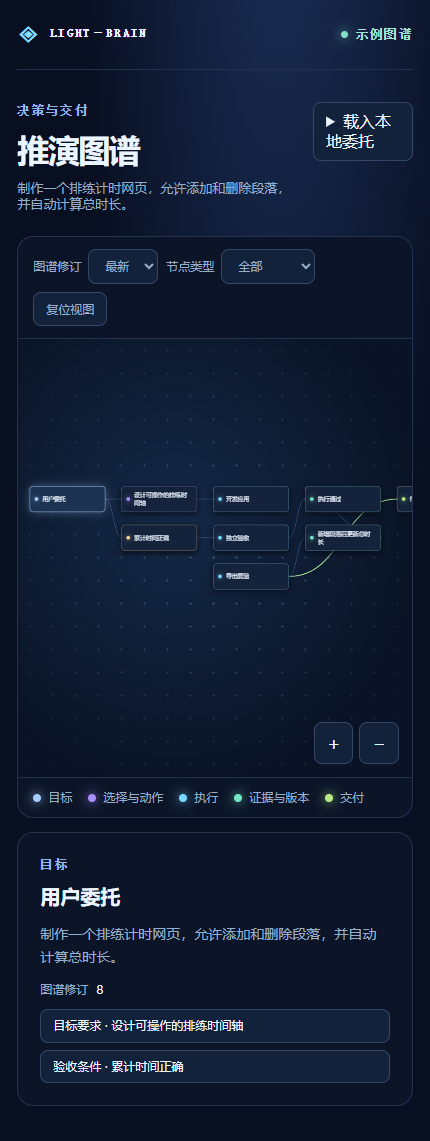 LIGHT—BRAIN
示例图谱
决策与交付
推演图谱
制作一个排练计时网页，允许添加和删除段落，
并自动计算总时长。
▶ 载入本
地委托
图谱修订
最新
节点类型
全部
复位视图
用户委托
设计可操作的排练时
间轴
开发应用
执行通过
累计时间正确
独立验收
新增段落后更新总时
长
导出覆验
+
−
目标
选择与动作
执行
证据与版本
交付
目标
用户委托
制作一个排练计时网页，允许添加和删除段落，并自动
计算总时长。
图谱修订 8
目标要求 · 设计可操作的排练时间轴
验收条件 · 累计时间正确